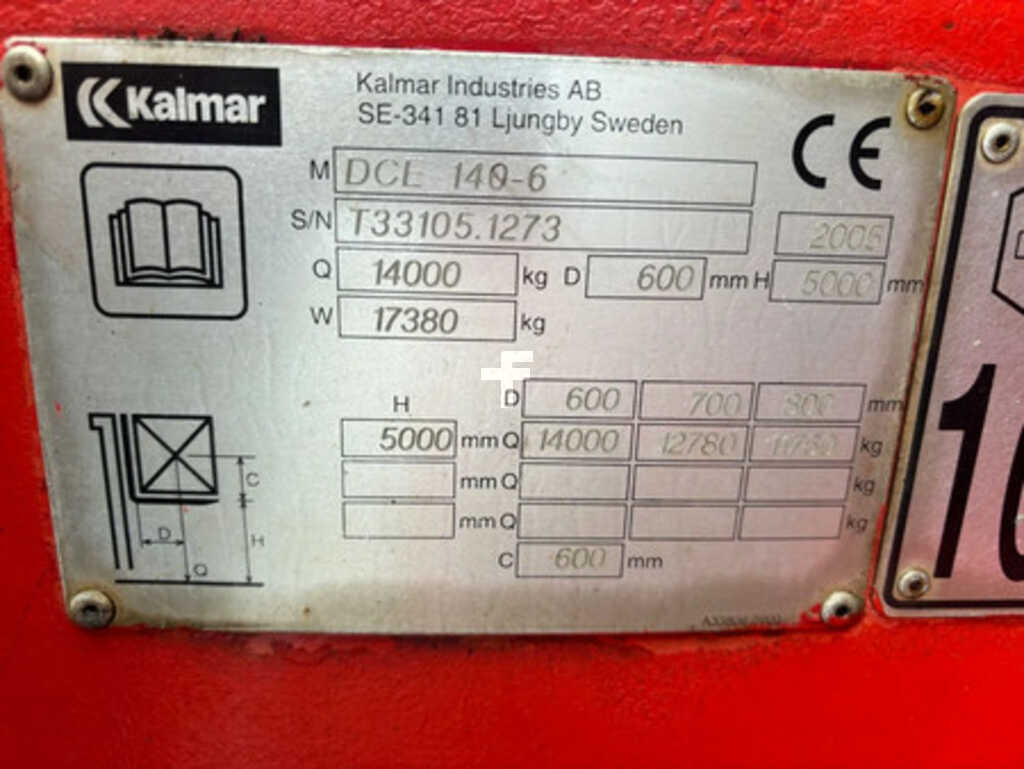 Kalmar
Kalmar Industries AB
SE-341 81 Ljungby Sweden
CE
M DCE 140-6
S/N T33105.1273 2005
Q 14000 kg D 600 mm H 5000 mm
W 17380 kg
H D 600 700 800 mm
5000 mm Q 14000 12780 kg
mm Q kg
mm Q kg
C 600 mm
C
D H
Q
F